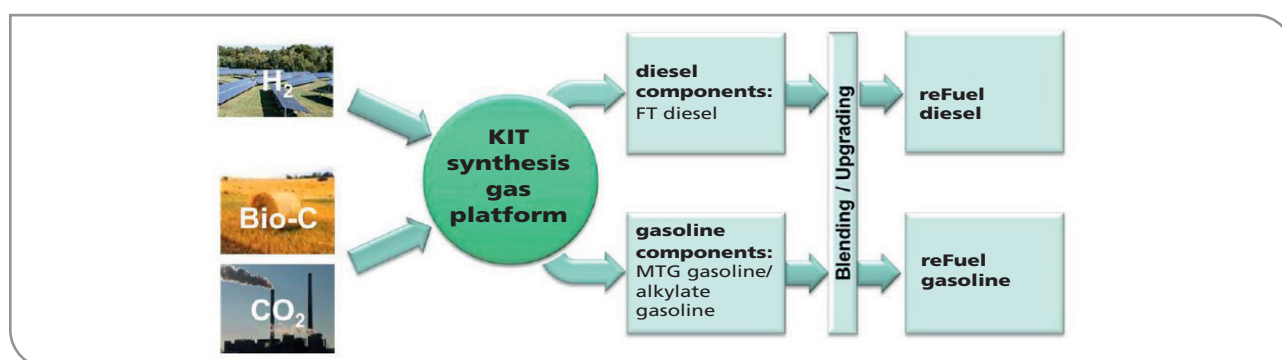 H₂
Bio-C
CO₂
KIT
synthesis
gas
platform
diesel
components:
FT diesel
gasoline
components:
MTG gasoline/
alkylate
gasoline
Blending / Upgrading
reFuel
diesel
reFuel
gasoline